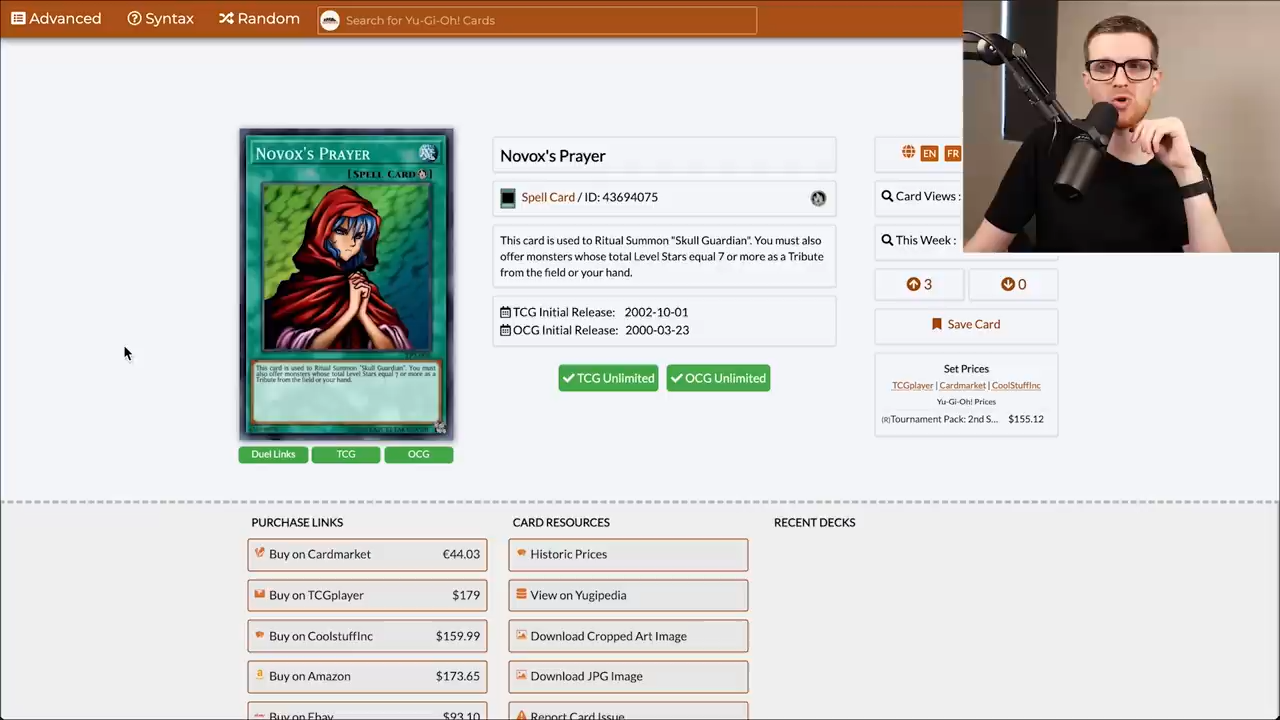 Advanced
Syntax
Random
Search for Yu-Gi-Oh! Cards
NOVOX'S PRAYER
[SPELL CARD]
This card is used to Ritual Summon "Skull Guardian". You must
also offer monsters whose total Level Stars equal 7 or more as a
Tribute from the field or your hand.
Duel Links
TCG
OCG
Novox's Prayer
Spell Card / ID: 43694075
This card is used to Ritual Summon "Skull Guardian". You must also
offer monsters whose total Level Stars equal 7 or more as a Tribute
from the field or your hand.
TCG Initial Release: 2002-10-01
OCG Initial Release: 2000-03-23
TCG Unlimited
OCG Unlimited
EN FR
Card Views :
This Week :
3
0
Save Card
Set Prices
TCGplayer | Cardmarket | CoolStuffInc
Yu-Gi-Oh! Prices
(R)Tournament Pack: 2nd S... $155.12
PURCHASE LINKS
Buy on Cardmarket €44.03
Buy on TCGplayer $179
Buy on CoolstuffInc $159.99
Buy on Amazon $173.65
Buy on Ebay $93.10
CARD RESOURCES
Historic Prices
View on Yugipedia
Download Cropped Art Image
Download JPG Image
Report Card Issue
RECENT DECKS